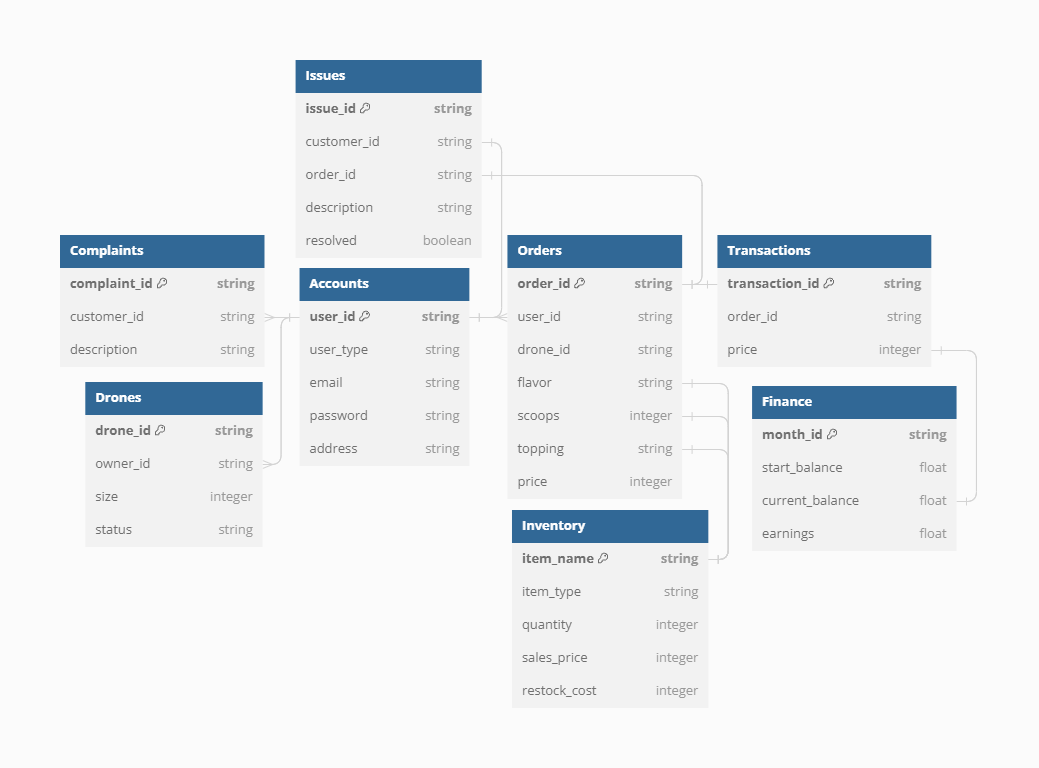 Issues
issue_id string
customer_id string
order_id string
description string
resolved boolean
Complaints
complaint_id string
customer_id string
description string
Accounts
user_id string
user_type string
email string
password string
address string
Orders
order_id string
user_id string
drone_id string
flavor string
scoops integer
topping string
price integer
Transactions
transaction_id string
order_id string
price integer
Drones
drone_id string
owner_id string
size integer
status string
Finance
month_id string
start_balance float
current_balance float
earnings float
Inventory
item_name string
item_type string
quantity integer
sales_price integer
restock_cost integer